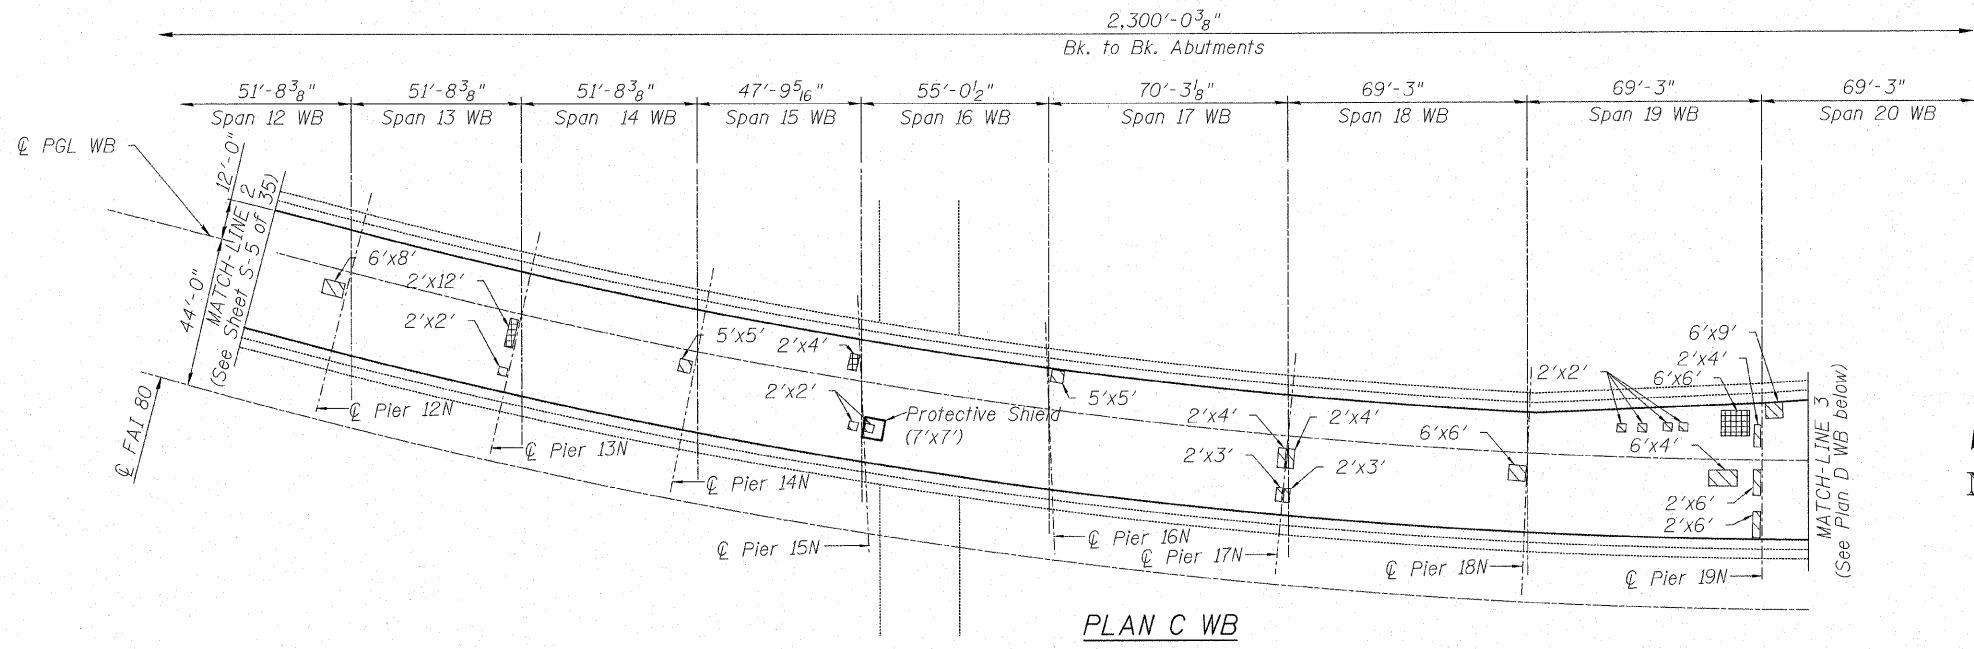 2,300'-0 3/8"
Bk. to Bk. Abutments
51'-8 3/8" 51'-8 3/8" 51'-8 3/8" 47'-9 5/16" 55'-0 1/2" 70'-3 1/8" 69'-3" 69'-3" 69'-3"
Span 12 WB Span 13 WB Span 14 WB Span 15 WB Span 16 WB Span 17 WB Span 18 WB Span 19 WB Span 20 WB
℄ PGL WB
12'-0"
44'-0"
MATCH-LINE 2
(See Sheet S-5 of 35)
℄ FAI 80
6'x8'
2'x12'
2'x2'
5'x5'
2'x4'
2'x2'
Protective Shield
(7'x7')
5'x5'
2'x4'
2'x4'
2'x3'
2'x3'
6'x6'
2'x2'
6'x9'
2'x4'
6'x6'
6'x4'
2'x6'
2'x6'
℄ Pier 12N
℄ Pier 13N
℄ Pier 14N
℄ Pier 15N
℄ Pier 16N
℄ Pier 17N
℄ Pier 18N
℄ Pier 19N
MATCH-LINE 3
(See Plan D WB below)
PLAN C WB